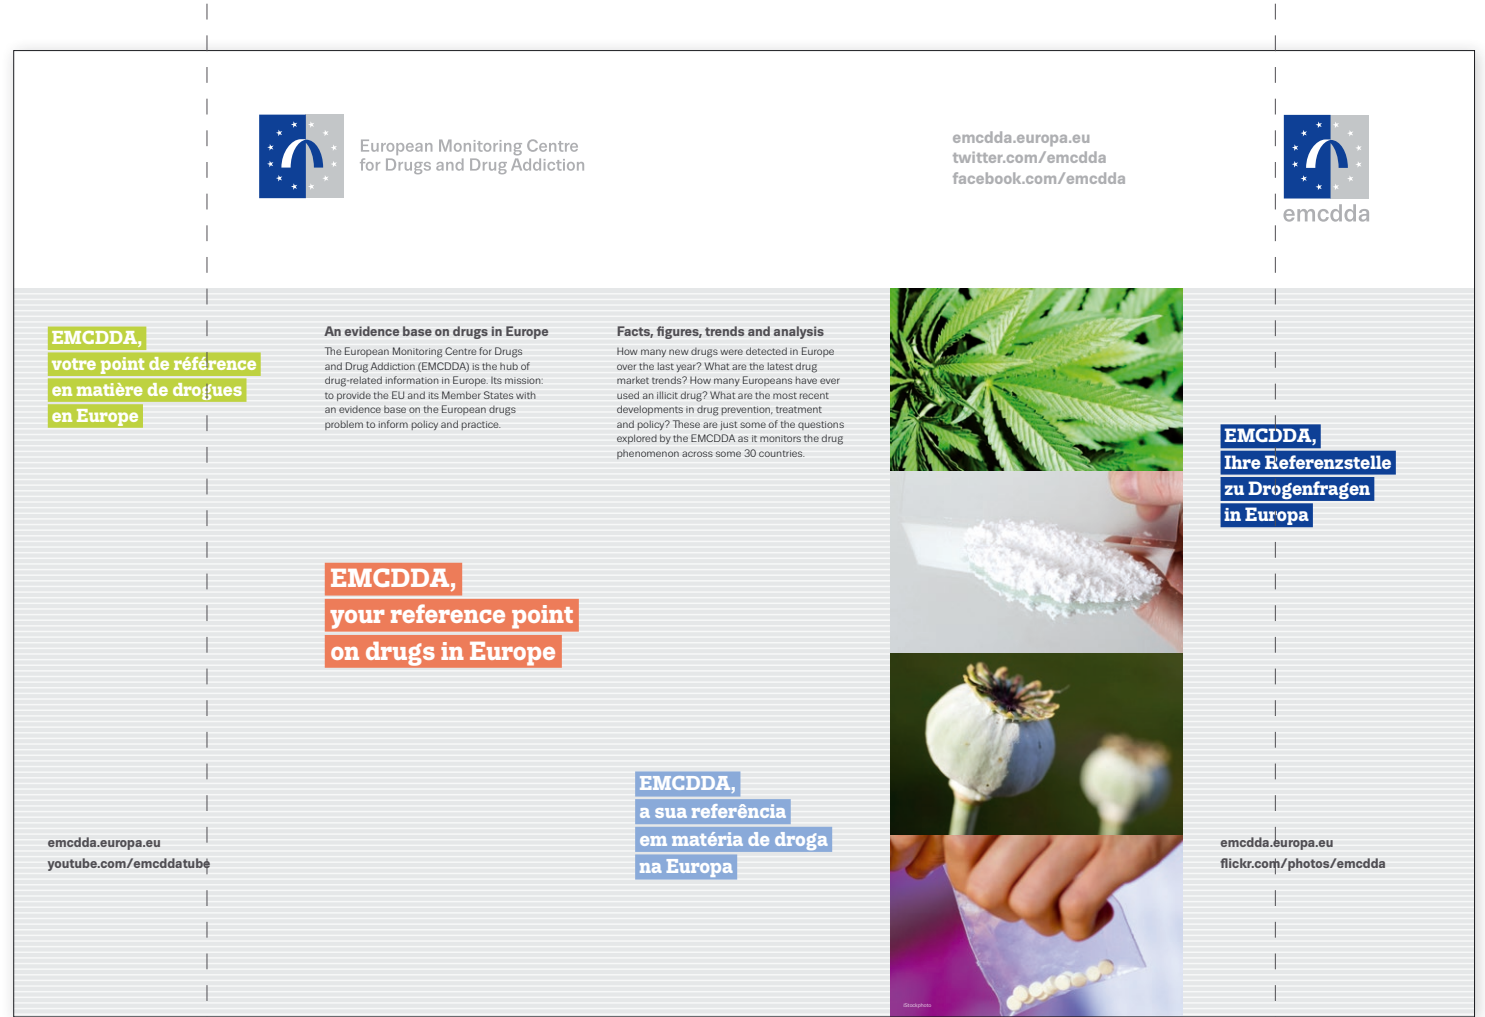 European Monitoring Centre
for Drugs and Drug Addiction
emcdda.europa.eu
twitter.com/emcdda
facebook.com/emcdda
emcdda
EMCDDA,
votre point de référence
en matière de drogues
en Europe
An evidence base on drugs in Europe
The European Monitoring Centre for Drugs
and Drug Addiction (EMCDDA) is the hub of
drug-related information in Europe. Its mission:
to provide the EU and its Member States with
an evidence base on the European drugs
problem to inform policy and practice.
Facts, figures, trends and analysis
How many new drugs were detected in Europe
over the last year? What are the latest drug
market trends? How many Europeans have ever
used an illicit drug? What are the most recent
developments in drug prevention, treatment
and policy? These are just some of the questions
explored by the EMCDDA as it monitors the drug
phenomenon across some 30 countries.
EMCDDA,
Ihre Referenzstelle
zu Drogenfragen
in Europa
EMCDDA,
your reference point
on drugs in Europe
EMCDDA,
a sua referência
em matéria de droga
na Europa
emcdda.europa.eu
youtube.com/emcddatube
emcdda.europa.eu
flickr.com/photos/emcdda